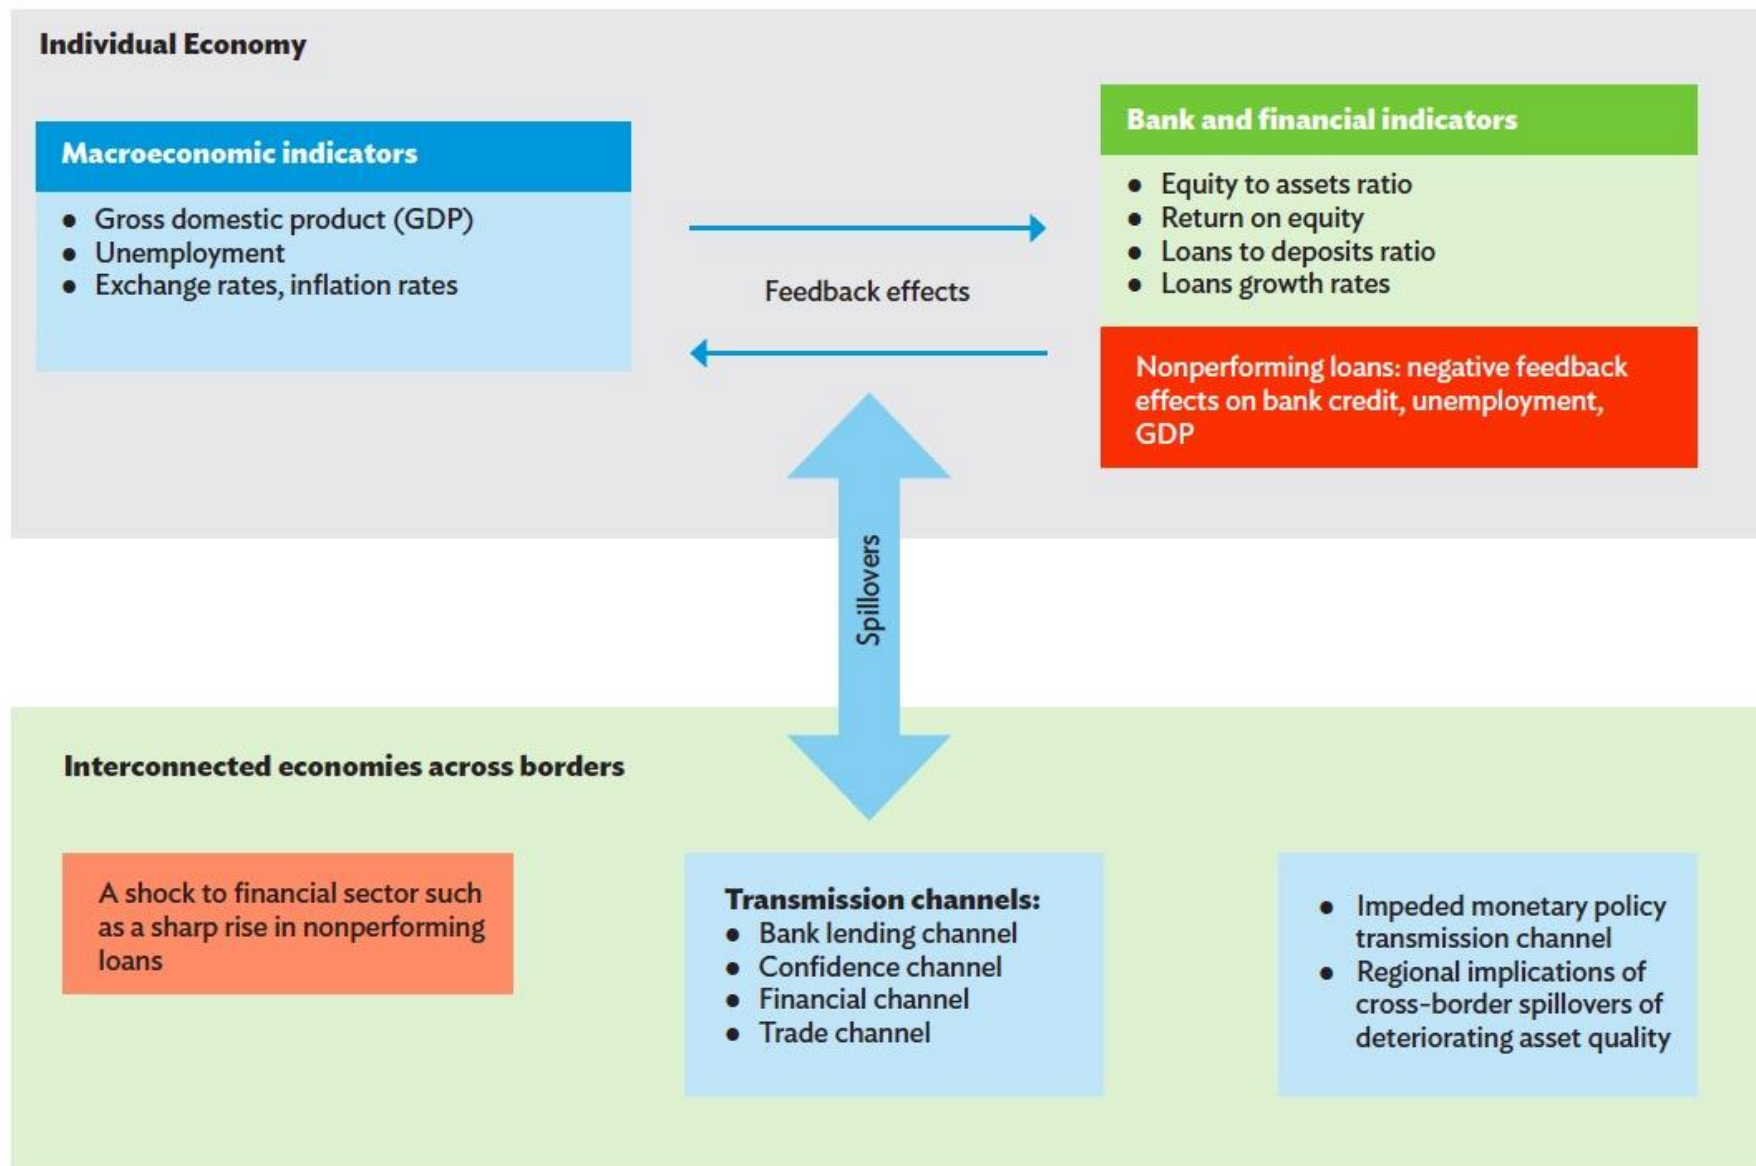 Individual Economy
Macroeconomic indicators
● Gross domestic product (GDP)
● Unemployment
● Exchange rates, inflation rates
Feedback effects
Bank and financial indicators
● Equity to assets ratio
● Return on equity
● Loans to deposits ratio
● Loans growth rates
Nonperforming loans: negative feedback
effects on bank credit, unemployment,
GDP
Spillovers
Interconnected economies across borders
A shock to financial sector such
as a sharp rise in nonperforming
loans
Transmission channels:
● Bank lending channel
● Confidence channel
● Financial channel
● Trade channel
● Impeded monetary policy
transmission channel
● Regional implications of
cross-border spillovers of
deteriorating asset quality